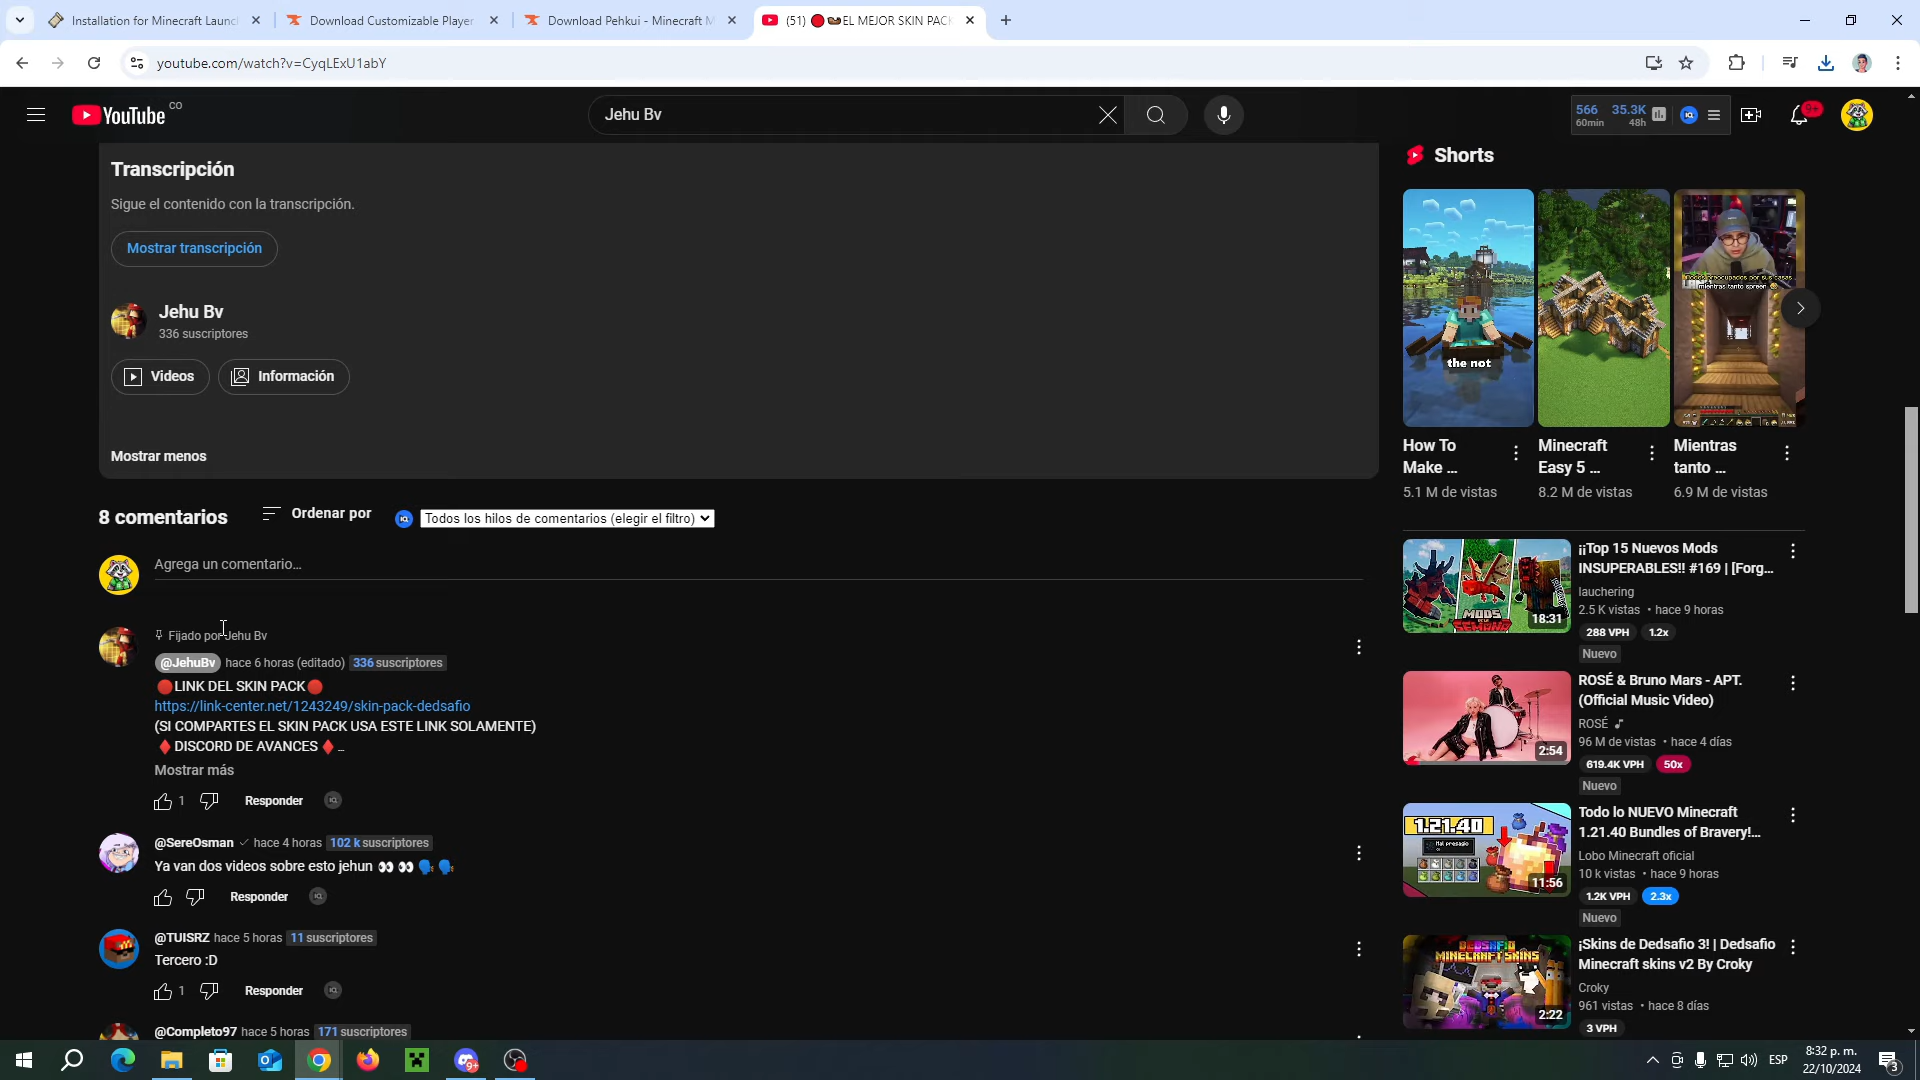 Installation for Minecraft Launc
Download Customizable Player
Download Pehkui - Minecraft M
(51) 🔴🦦EL MEJOR SKIN PACK
youtube.com/watch?v=CyqLExU1abY
YouTube CO
Jehu Bv
566
60min
35.3K
48h
9+
Transcripción
Sigue el contenido con la transcripción.
Mostrar transcripción
Jehu Bv
336 suscriptores
Videos
Información
Mostrar menos
8 comentarios
Ordenar por
Todos los hilos de comentarios (elegir el filtro)
Agrega un comentario...
Fijado por Jehu Bv
@JehuBv hace 6 horas (editado) 336 suscriptores
🔴LINK DEL SKIN PACK🔴
https://link-center.net/1243249/skin-pack-dedsafio
(SI COMPARTES EL SKIN PACK USA ESTE LINK SOLAMENTE)
♦️DISCORD DE AVANCES♦️ ...
Mostrar más
1
Responder
@SereOsman hace 4 horas 102 k suscriptores
Ya van dos videos sobre esto jehun 👀 👀 🗣️ 🗣️
Responder
@TUISRZ hace 5 horas 11 suscriptores
Tercero :D
1
Responder
@Completo97 hace 5 horas 171 suscriptores
Shorts
the not
How To
Make ...
5.1 M de vistas
Minecraft
Easy 5 ...
8.2 M de vistas
mientras tanto spreen
Mientras
tanto ...
6.9 M de vistas
MODS
18:31
¡¡Top 15 Nuevos Mods
INSUPERABLES!! #169 | [Forg...
lauchering
2.5 K vistas • hace 9 horas
288 VPH
1.2x
Nuevo
2:54
ROSÉ & Bruno Mars - APT.
(Official Music Video)
ROSÉ
96 M de vistas • hace 4 días
619.4K VPH
50x
Nuevo
1.21.40
11:56
Todo lo NUEVO Minecraft
1.21.40 Bundles of Bravery!...
Lobo Minecraft oficial
10 k vistas • hace 9 horas
1.2K VPH
2.3x
Nuevo
DEDSAFIO
MINECRAFT SKINS
2:22
¡Skins de Dedsafio 3! | Dedsafio
Minecraft skins v2 By Croky
Croky
961 vistas • hace 8 días
3 VPH
9+
ESP
8:32 p. m.
22/10/2024
3